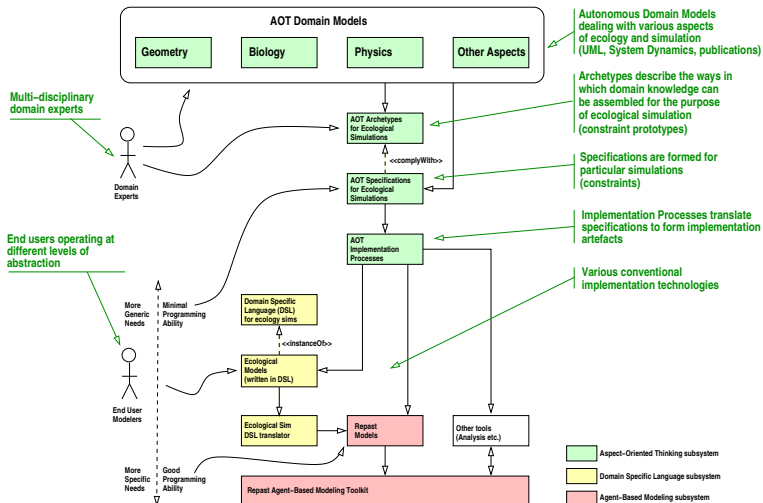 AOT Domain Models
Geometry
Biology
Physics
Other Aspects
Autonomous Domain Models
dealing with various aspects
of ecology and simulation
(UML, System Dynamics, publications)
Archetypes describe the ways in
which domain knowledge can
be assembled for the purpose
of ecological simulation
(constraint prototypes)
Multi-disciplinary
domain experts
AOT Archetypes
for Ecological
Simulations
<<complyWith>>
Domain
Experts
AOT Specifications
for Ecological
Simulations
Specifications are formed for
particular simulations
(constraints)
Implementation Processes translate
specifications to form implementation
artefacts
End users operating at
different levels of
abstraction
AOT
Implementation
Processes
Various conventional
implementation technologies
More
Generic
Needs
Minimal
Programming
Ability
Domain Specific
Language (DSL)
for ecology sims
<<instanceOf>>
Ecological
Models
(written in DSL)
End User
Modelers
Ecological Sim
DSL translator
Repast
Models
Other tools
(Analysis etc.)
More
Specific
Needs
Good
Programming
Ability
Repast Agent-Based Modeling Toolkit
Aspect-Oriented Thinking subsystem
Domain Specific Language subsystem
Agent-Based Modeling subsystem